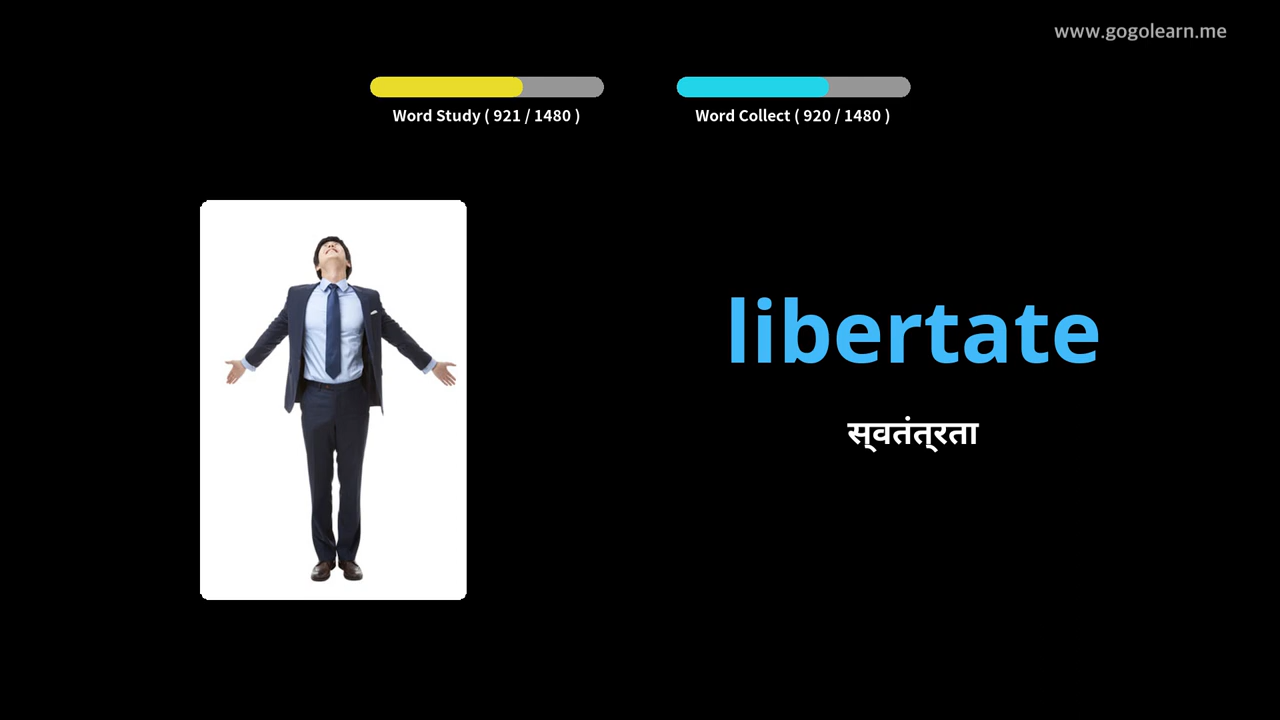 www.gogolearn.me
Word Study ( 921 / 1480 )
Word Collect ( 920 / 1480 )
libertate
स्वतंत्रता